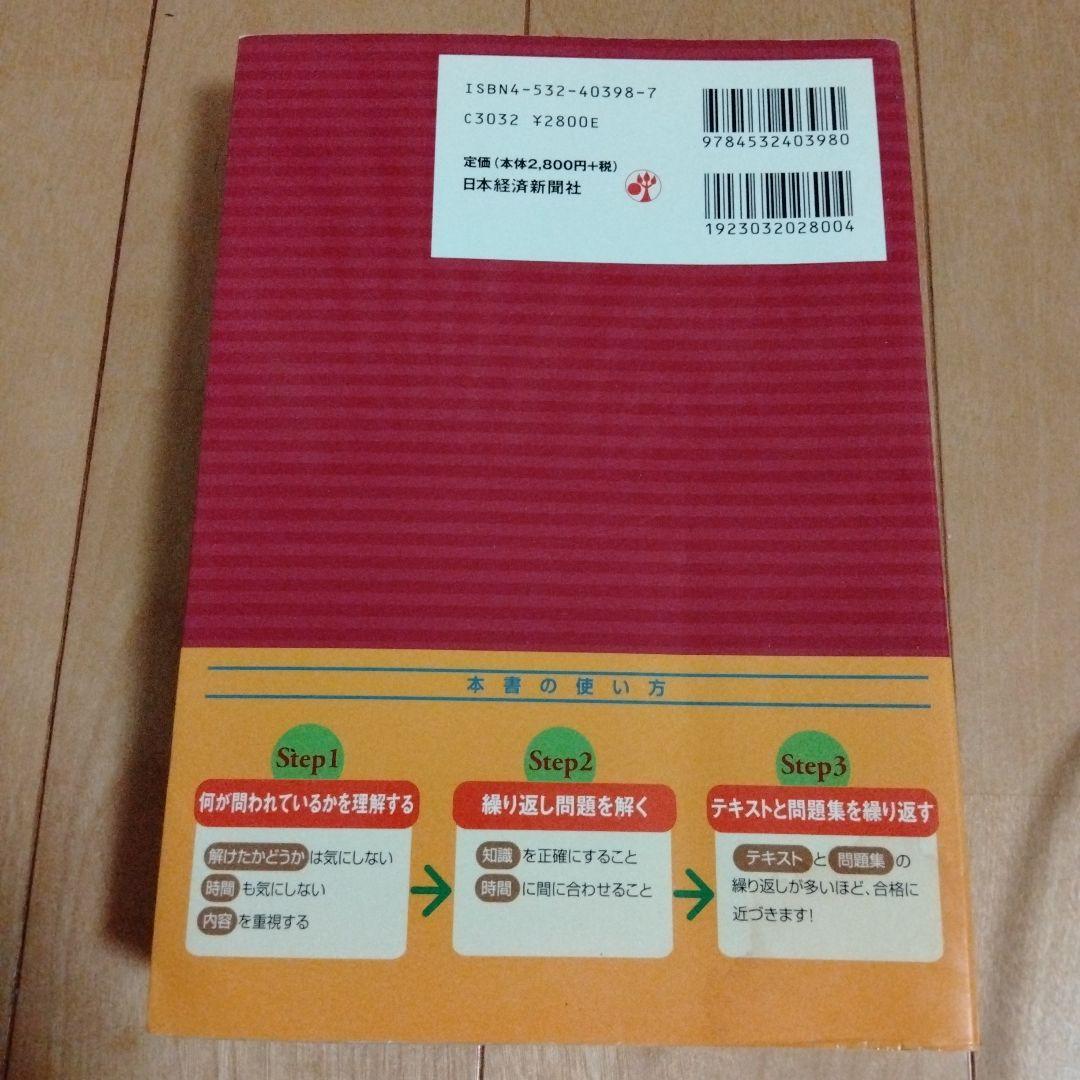 ISBN4-532-40398-7
C3032 ¥2800E
定価(本体2,800円+税)
日本経済新聞社
9784532403980
1923032028004
本書の使い方
Step1
何が問われているかを理解する
解けたかどうかは気にしない
時間も気にしない
内容を重視する
Step2
繰り返し問題を解く
知識を正確にすること
時間に間に合わせること
Step3
テキストと問題集を繰り返す
テキストと問題集の
繰り返しが多いほど、合格に
近づきます!